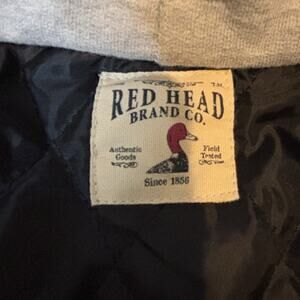 T.M.
RED HEAD
BRAND CO.
Authentic Field
Goods Tested
Since 1856